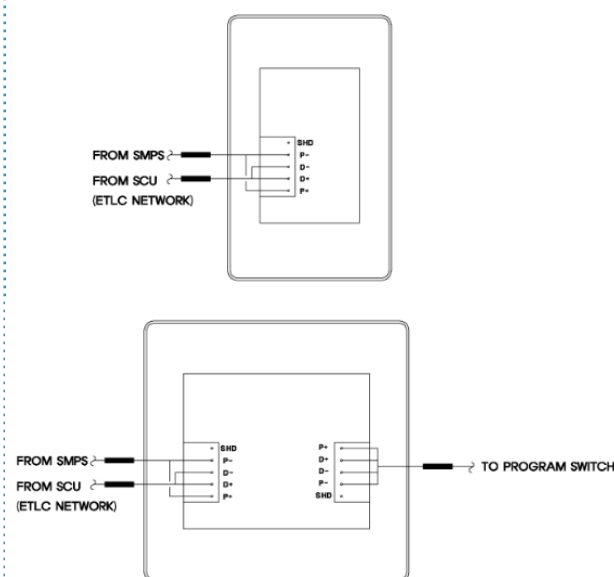 SHD
FROM SMPS
P-
D-
FROM SCU
D+
(ETLC NETWORK)
P+
SHD
P+
FROM SMPS
P-
D+
D-
D-
TO PROGRAM SWITCH
FROM SCU
D+
P-
(ETLC NETWORK)
P+
SHD